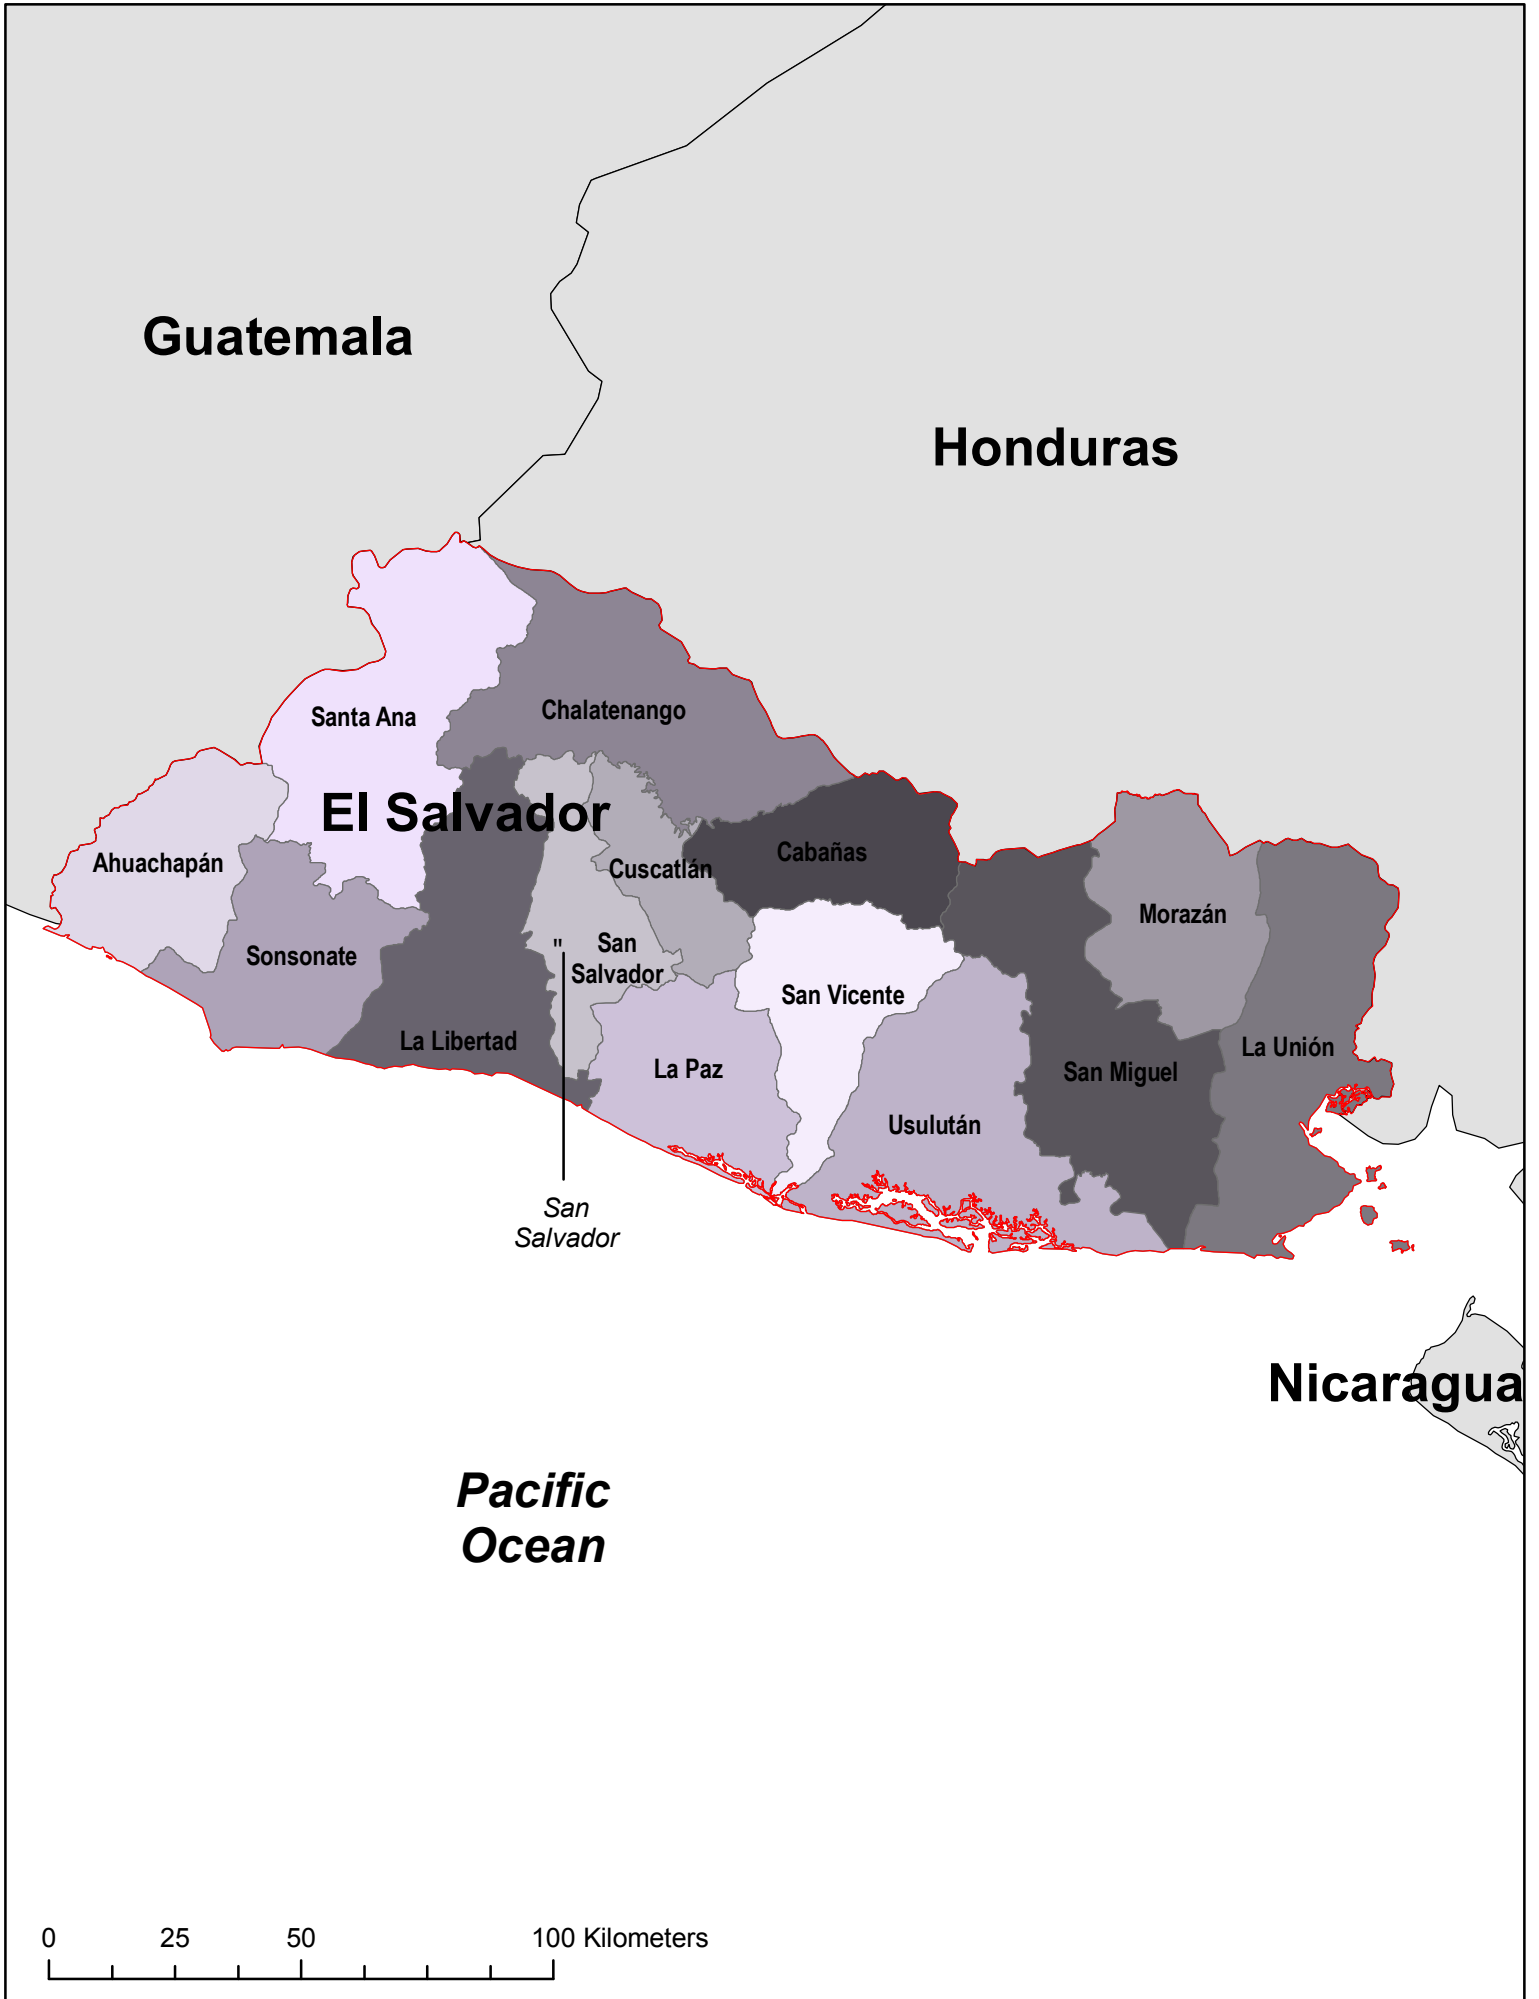 Guatemala
Honduras
Santa Ana
Chalatenango
El Salvador
Ahuachapán
Cuscatlán
Cabañas
Morazán
Sonsonate
"
San
Salvador
San Vicente
La Libertad
La Paz
San Miguel
La Unión
Usulután
San
Salvador
Nicaragua
Pacific
Ocean
0 25 50 100 Kilometers